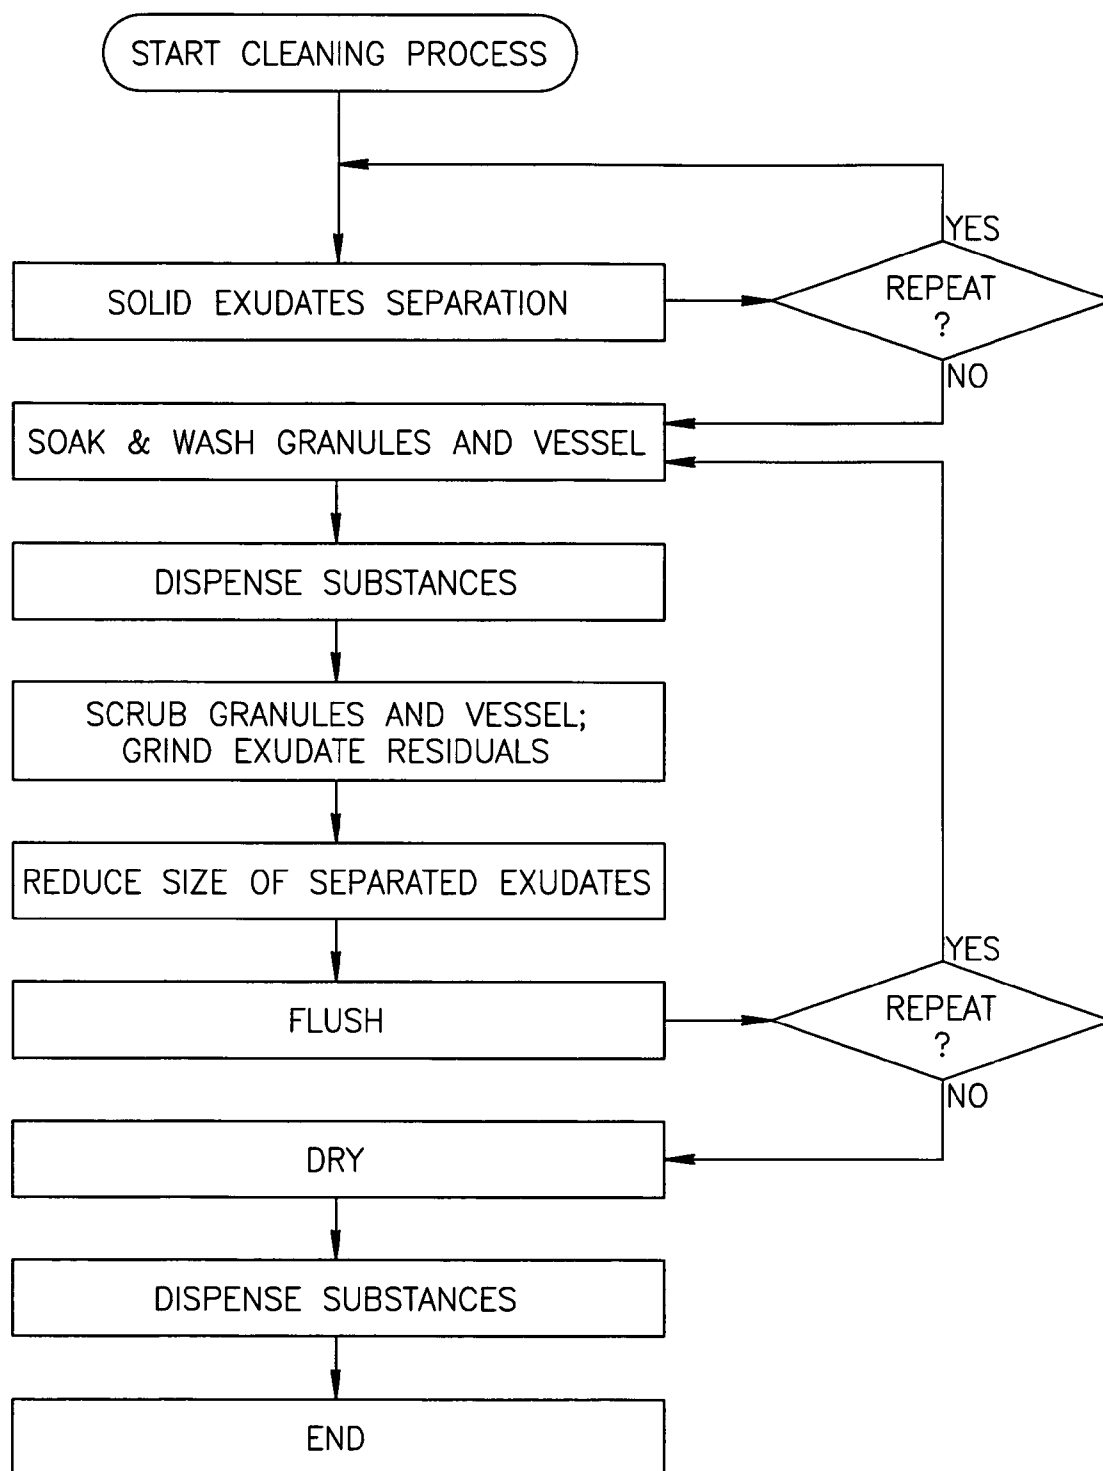 START CLEANING PROCESS
YES
SOLID EXUDATES SEPARATION
REPEAT
?
NO
SOAK & WASH GRANULES AND VESSEL
DISPENSE SUBSTANCES
SCRUB GRANULES AND VESSEL;
GRIND EXUDATE RESIDUALS
REDUCE SIZE OF SEPARATED EXUDATES
YES
FLUSH
REPEAT
?
NO
DRY
DISPENSE SUBSTANCES
END